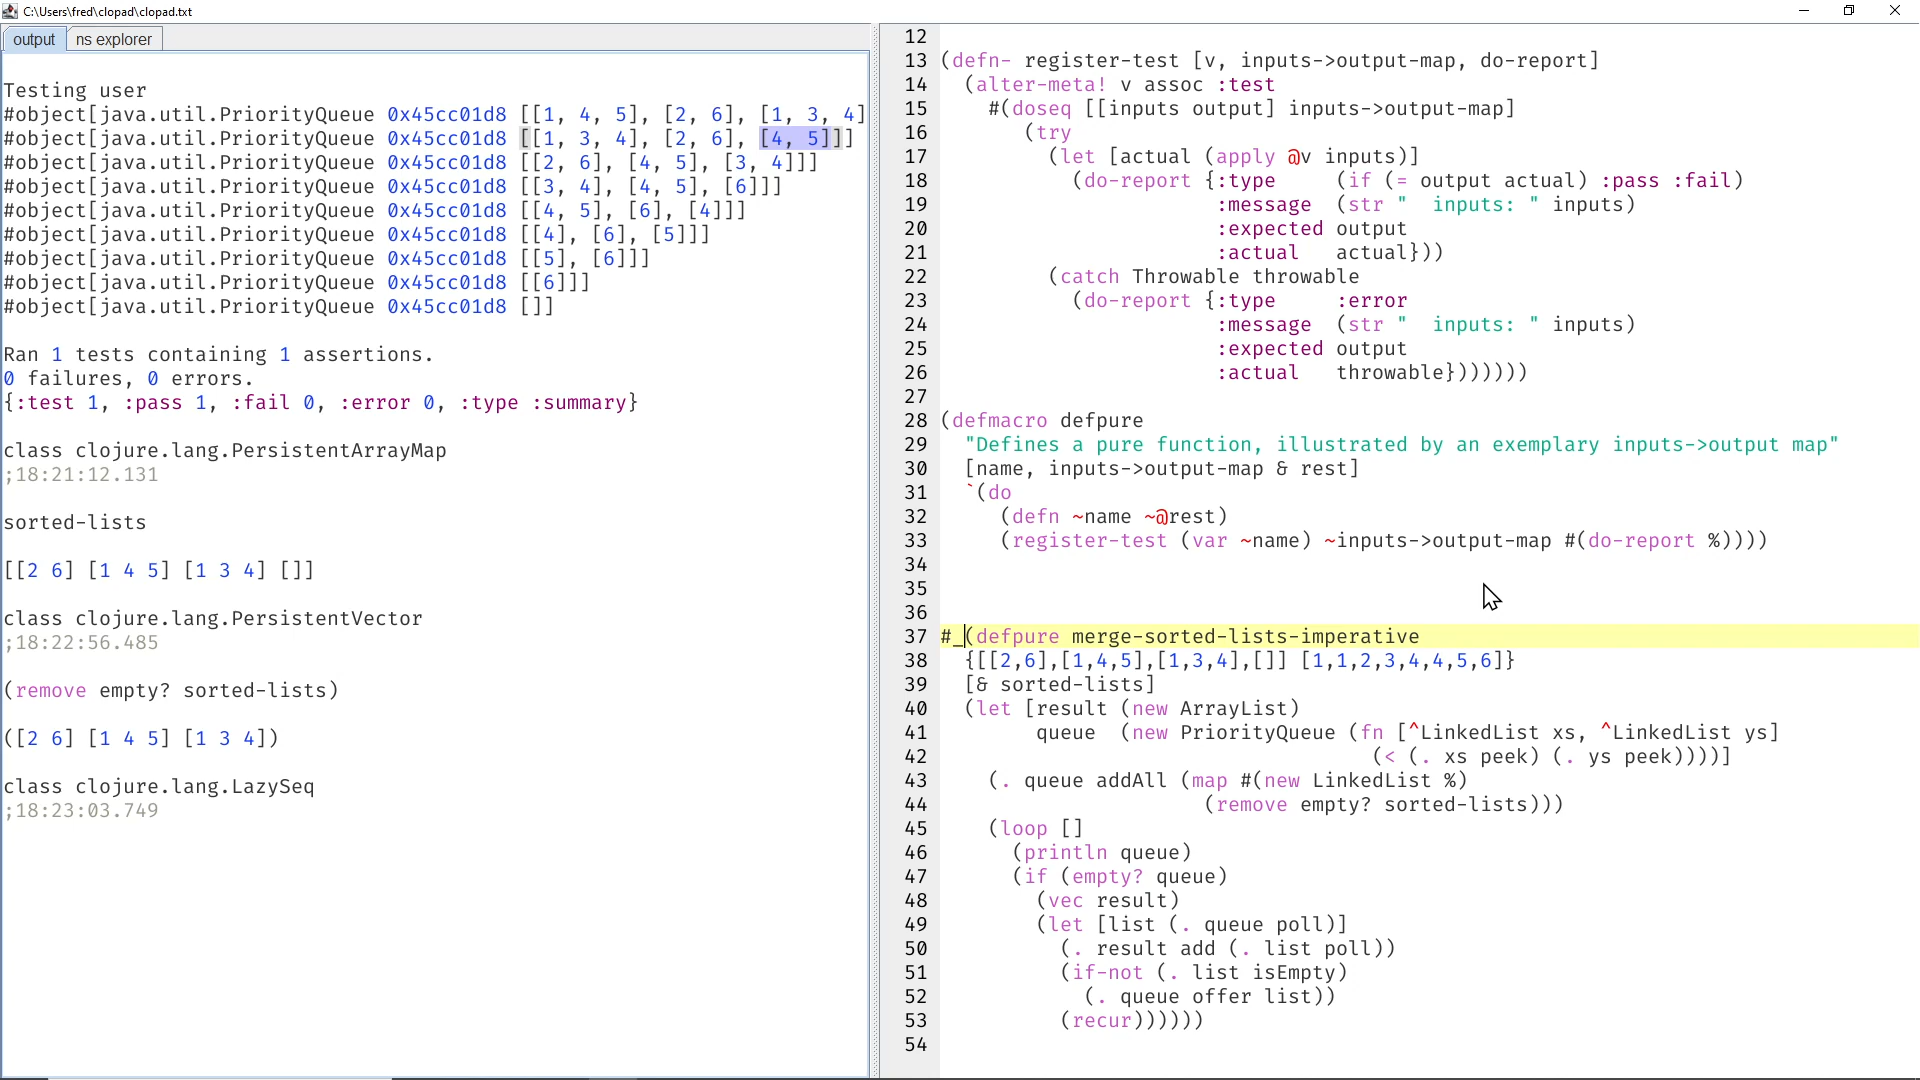 C:\Users\fred\clopad\clopad.txt
output
ns explorer
Testing user
#object[java.util.PriorityQueue 0x45cc01d8 [[1, 4, 5], [2, 6], [1, 3, 4]
#object[java.util.PriorityQueue 0x45cc01d8 [[1, 3, 4], [2, 6], [4, 5]]]
#object[java.util.PriorityQueue 0x45cc01d8 [[2, 6], [4, 5], [3, 4]]]
#object[java.util.PriorityQueue 0x45cc01d8 [[3, 4], [4, 5], [6]]]
#object[java.util.PriorityQueue 0x45cc01d8 [[4, 5], [6], [4]]]
#object[java.util.PriorityQueue 0x45cc01d8 [[4], [6], [5]]]
#object[java.util.PriorityQueue 0x45cc01d8 [[5], [6]]]
#object[java.util.PriorityQueue 0x45cc01d8 [[6]]]
#object[java.util.PriorityQueue 0x45cc01d8 []]
Ran 1 tests containing 1 assertions.
0 failures, 0 errors.
{:test 1, :pass 1, :fail 0, :error 0, :type :summary}
class clojure.lang.PersistentArrayMap
;18:21:12.131
sorted-lists
[[2 6] [1 4 5] [1 3 4] []]
class clojure.lang.PersistentVector
;18:22:56.485
(remove empty? sorted-lists)
([2 6] [1 4 5] [1 3 4])
class clojure.lang.LazySeq
;18:23:03.749
12
13 (defn- register-test [v, inputs->output-map, do-report]
14   (alter-meta! v assoc :test
15     #(doseq [[inputs output] inputs->output-map]
16        (try
17          (let [actual (apply @v inputs)]
18            (do-report {:type     (if (= output actual) :pass :fail)
19                        :message  (str "  inputs: " inputs)
20                        :expected output
21                        :actual   actual}))
22          (catch Throwable throwable
23            (do-report {:type     :error
24                        :message  (str "  inputs: " inputs)
25                        :expected output
26                        :actual   throwable})))))))
27
28 (defmacro defpure
29   "Defines a pure function, illustrated by an exemplary inputs->output map"
30   [name, inputs->output-map & rest]
31   `(do
32      (defn ~name ~@rest)
33      (register-test (var ~name) ~inputs->output-map #(do-report %))))
34
35
36
37 #_(defpure merge-sorted-lists-imperative
38   {[[2,6],[1,4,5],[1,3,4],[]] [1,1,2,3,4,4,5,6]}
39   [& sorted-lists]
40   (let [result (new ArrayList)
41         queue  (new PriorityQueue (fn [^LinkedList xs, ^LinkedList ys]
42                                     (< (. xs peek) (. ys peek))))]
43     (. queue addAll (map #(new LinkedList %)
44                       (remove empty? sorted-lists)))
45     (loop []
46       (println queue)
47       (if (empty? queue)
48         (vec result)
49         (let [list (. queue poll)]
50           (. result add (. list poll))
51           (if-not (. list isEmpty)
52             (. queue offer list))
53           (recur))))))
54